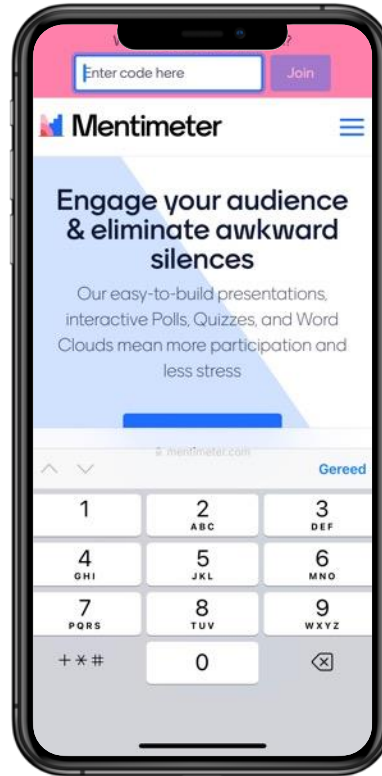 ?
Enter code here
Join
Mentimeter
Engage your audience
& eliminate awkward
silences
Our easy-to-build presentations,
interactive Polls, Quizzes, and Word
Clouds mean more participation and
less stress
mentimeter.com
Gereed
1
2
ABC
3
DEF
4
GHI
5
JKL
6
MNO
7
PQRS
8
TUV
9
WXYZ
+*#
0